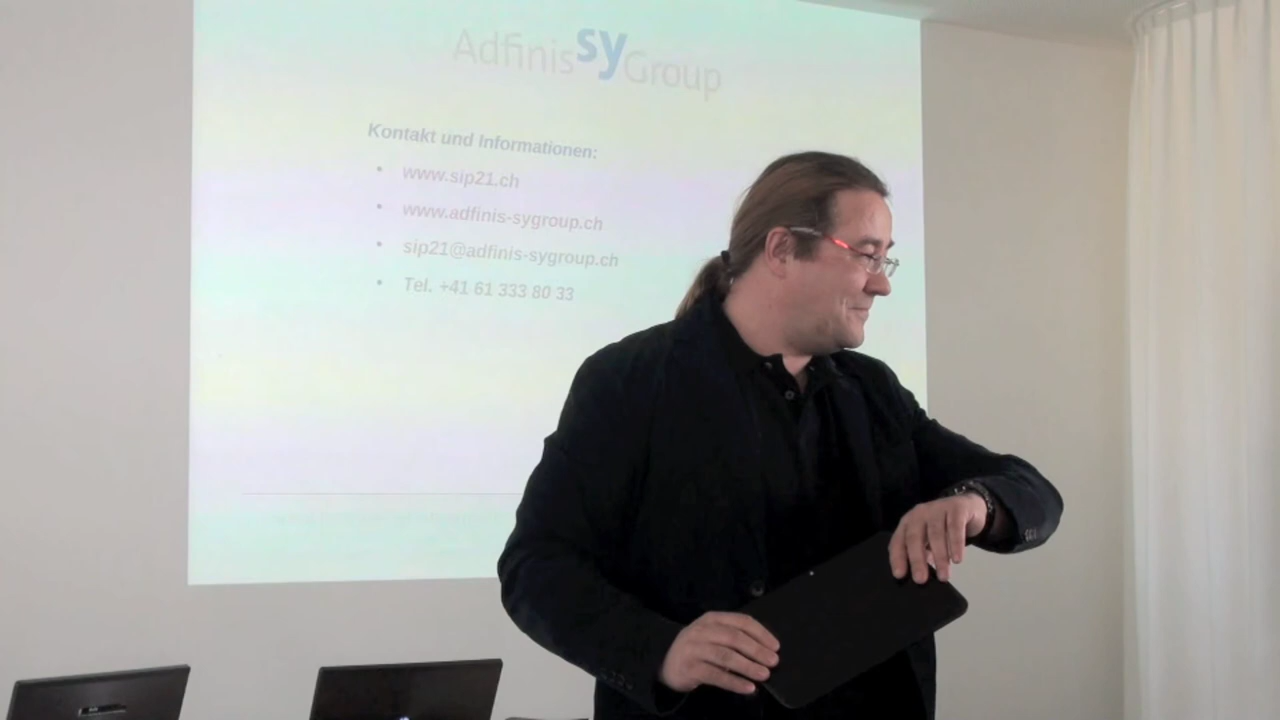 Adfinis sy Group
Kontakt und Informationen:
• www.sip21.ch
• www.adfinis-sygroup.ch
• sip21@adfinis-sygroup.ch
• Tel. +41 61 333 80 33